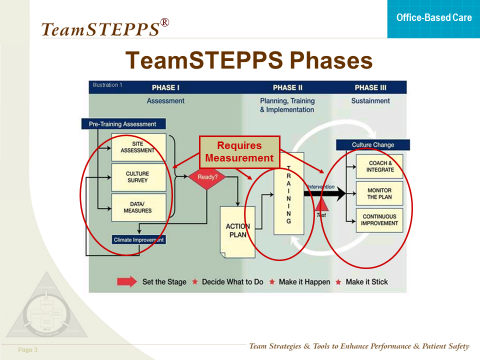 Office-Based Care
TeamSTEPPS®
TeamSTEPPS Phases
Illustration 1
PHASE I
PHASE II
PHASE III
Assessment
Planning, Training
& Implementation
Sustainment
Pre-Training Assessment
SITE
ASSESSMENT
CULTURE
SURVEY
DATA/
MEASURES
Climate Improvement
Requires
Measurement
Ready?
ACTION
PLAN
TRAINING
Intervention
Test
Culture Change
COACH &
INTEGRATE
MONITOR
THE PLAN
CONTINUOUS
IMPROVEMENT
Set the Stage ★ Decide What to Do ★ Make it Happen ★ Make it Stick
Page 3
Team Strategies & Tools to Enhance Performance & Patient Safety